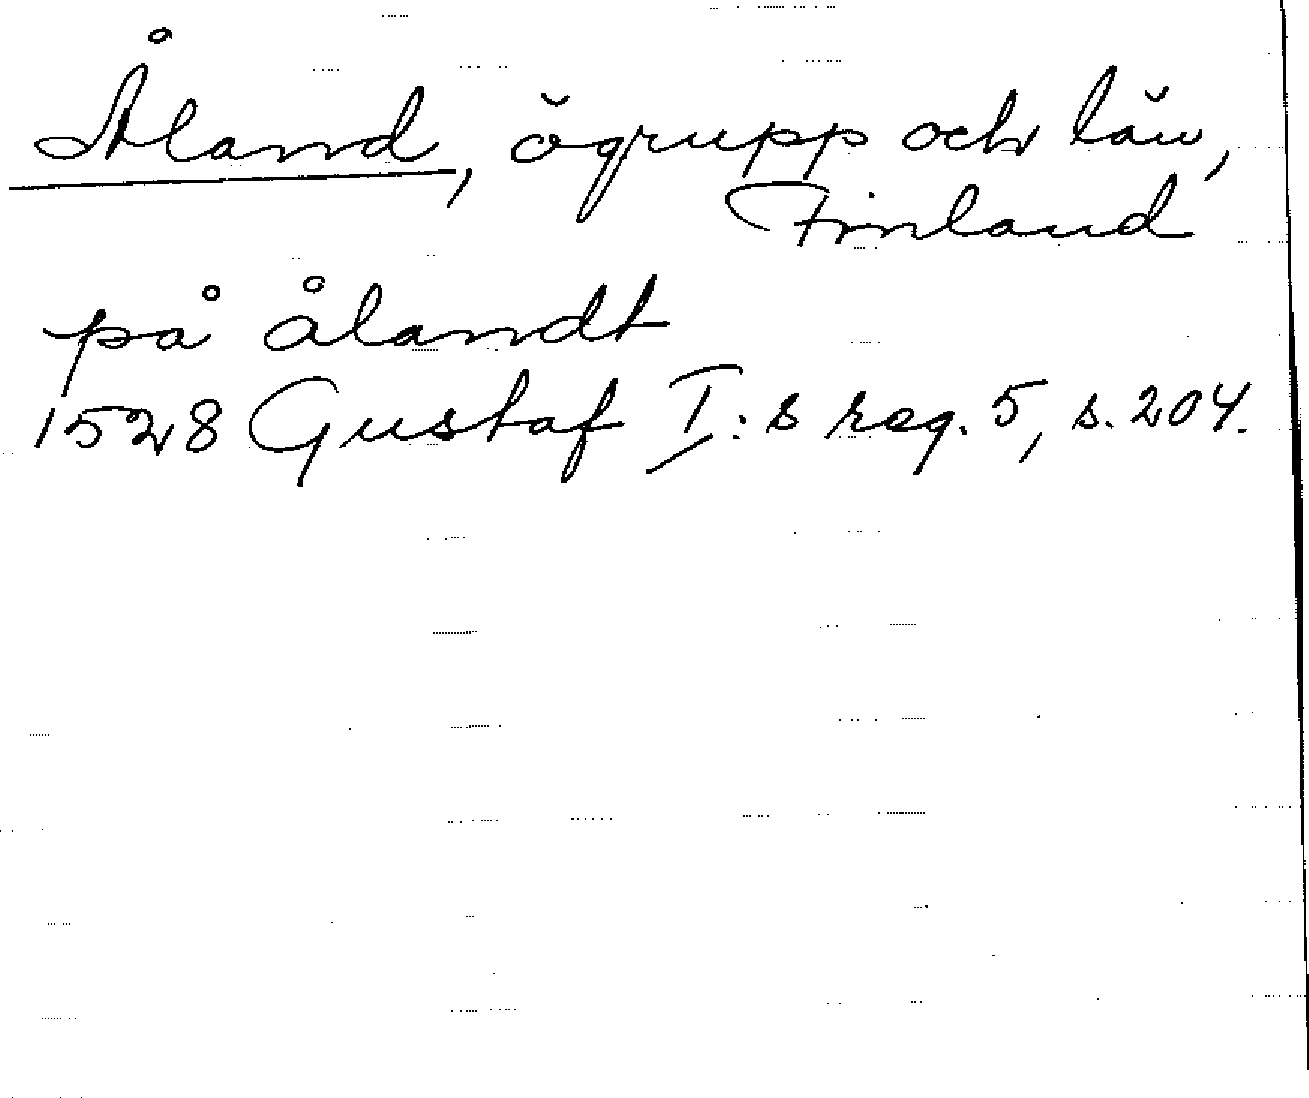 Åland, ögrupp och län,
Finland
på ålandt
1528 Gustaf I:s reg. 5, s. 204.